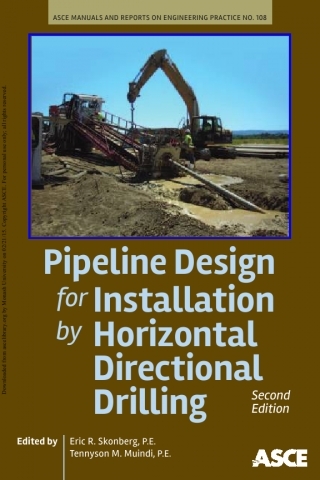 ASCE MANUALS AND REPORTS ON ENGINEERING PRACTICE NO. 108
Pipeline Design
for Installation
by Horizontal
Directional
Drilling
Second
Edition
Edited by
Eric R. Skonberg, P.E.
Tennyson M. Muindi, P.E.
ASCE